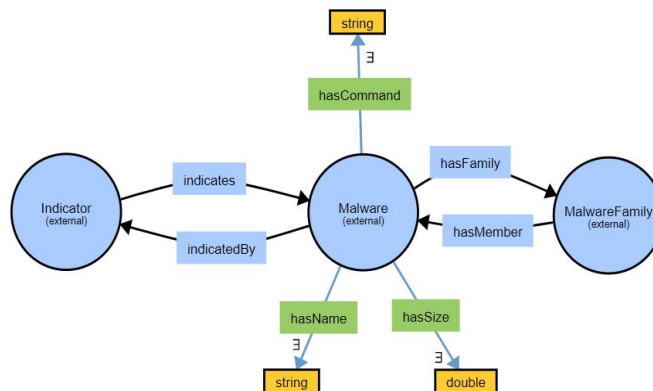 string
∃
hasCommand
indicates
hasFamily
Indicator
(external)
Malware
(external)
MalwareFamily
(external)
indicatedBy
hasMember
hasName
hasSize
∃
∃
string
double